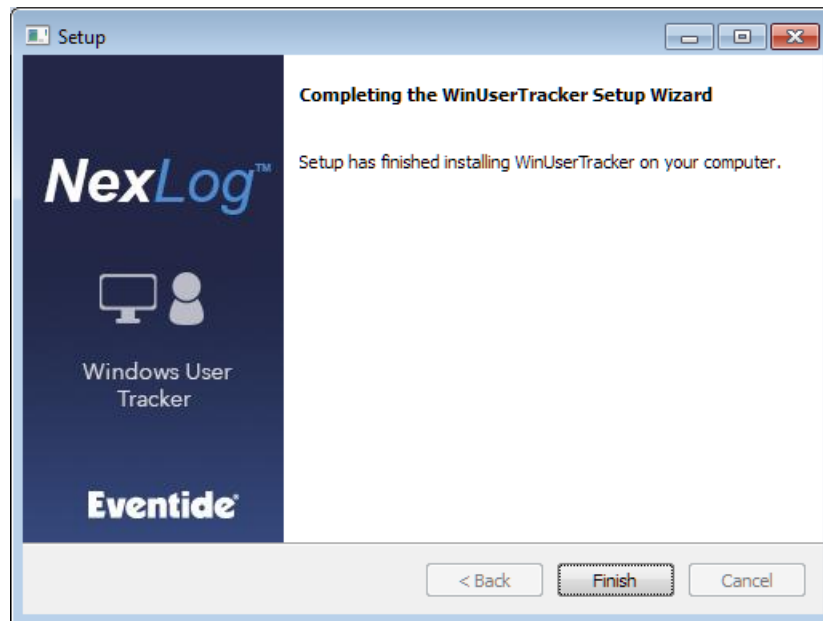 Setup
Completing the WinUserTracker Setup Wizard
Setup has finished installing WinUserTracker on your computer.
NexLog™
Windows User
Tracker
Eventide®
< Back
Finish
Cancel